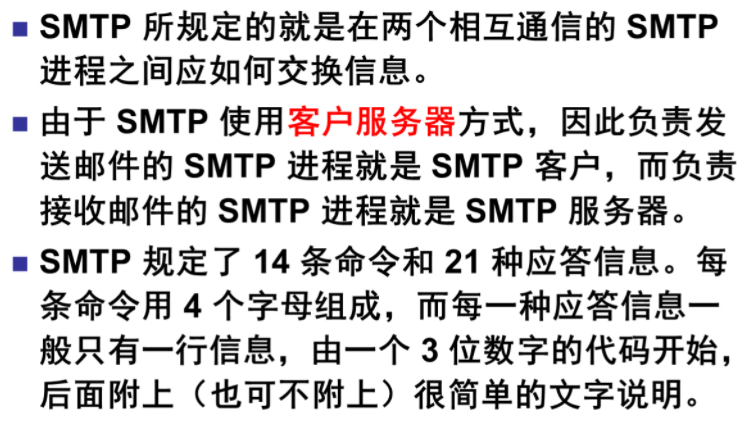 ■ SMTP 所规定的就是在两个相互通信的 SMTP
进程之间应如何交换信息。
■ 由于 SMTP 使用客户服务器方式，因此负责发
送邮件的 SMTP 进程就是 SMTP 客户，而负责
接收邮件的 SMTP 进程就是 SMTP 服务器。
■ SMTP 规定了 14 条命令和 21 种应答信息。每
条命令用 4 个字母组成，而每一种应答信息一
般只有一行信息，由一个 3 位数字的代码开始，
后面附上（也可不附上）很简单的文字说明。